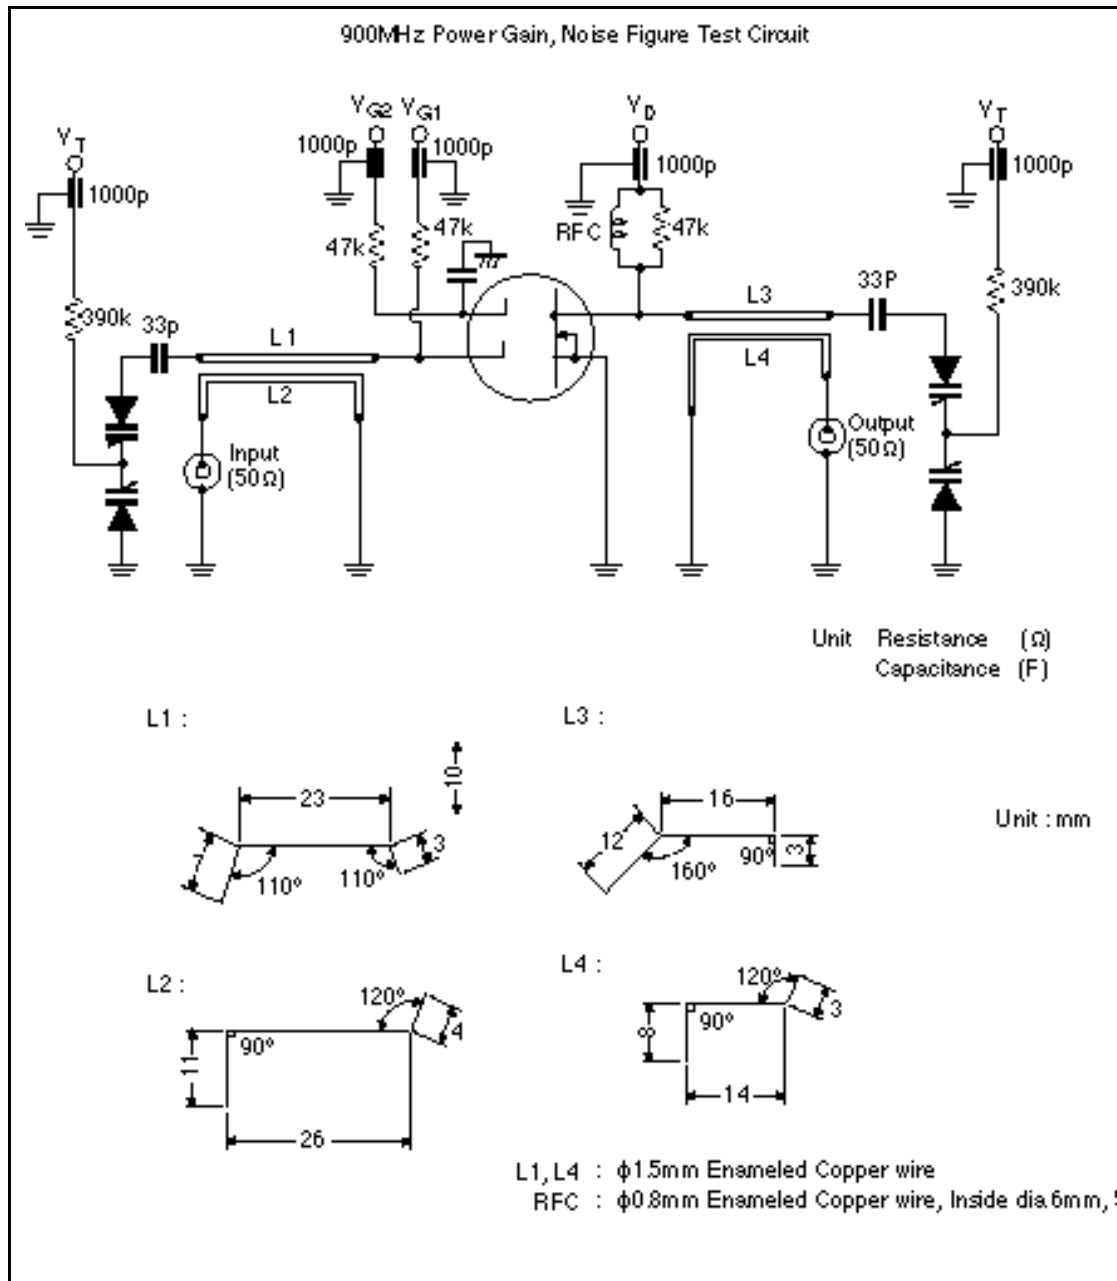 900MHz Power Gain, Noise Figure Test Circuit
VG2 VG1
VD
VT
VT
1000p
1000p
1000p
1000p
1000p
47k
47k
RFC
47k
390k
390k
33p
L1
L2
L3
33P
L4
Input
(50Ω)
Output
(50Ω)
Unit Resistance (Ω)
Capacitance (F)
L1 :
L3 :
10
23
3
110°
110°
16
12
160°
90°
3
Unit : mm
L2 :
L4 :
120°
4
90°
11
26
120°
3
90°
8
14
L1, L4 : ϕ1.5mm Enameled Copper wire
RFC : ϕ0.8mm Enameled Copper wire, Inside dia.6mm,